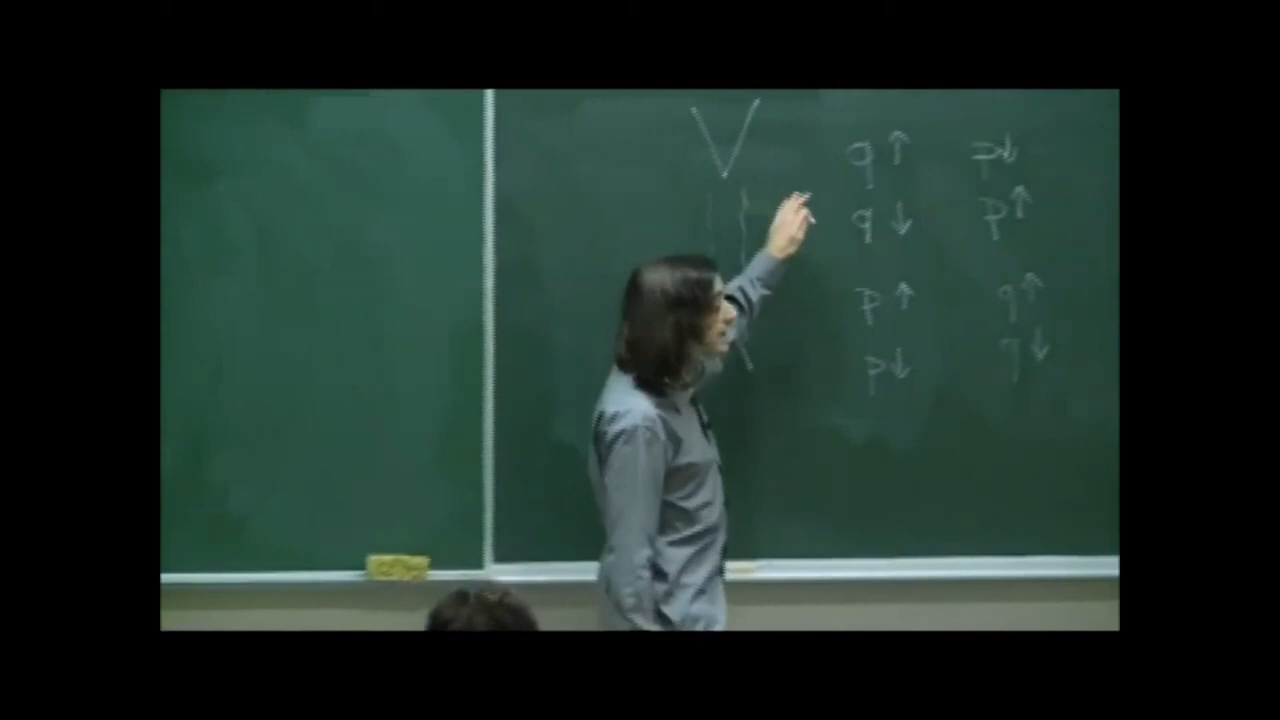 V
q ↑ p ↓
q ↓ p ↑
p ↑ q ↑
p ↓ q ↓